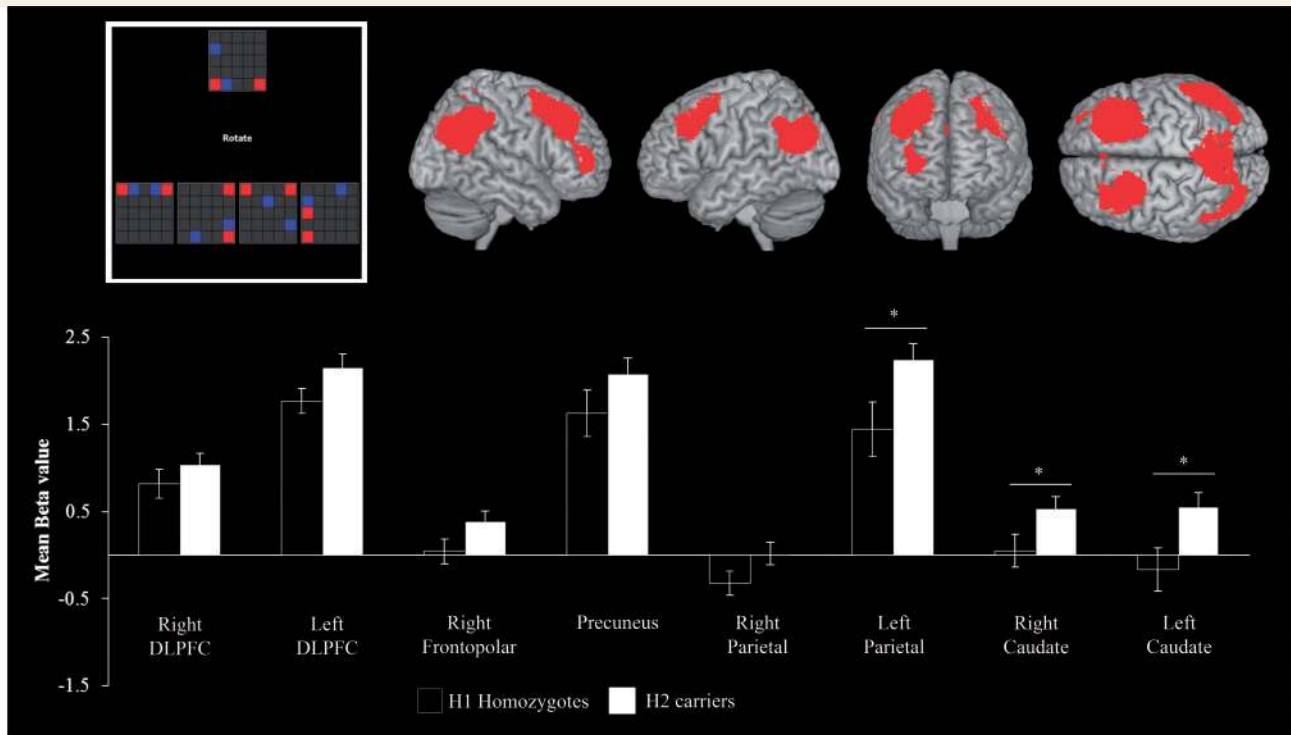 Rotate
*
*
*
2.5
1.5
0.5
-0.5
-1.5
Mean Beta value
Right
DLPFC
Left
DLPFC
Right
Frontopolar
Precuneus
Right
Parietal
Left
Parietal
Right
Caudate
Left
Caudate
H1 Homozygotes
H2 carriers